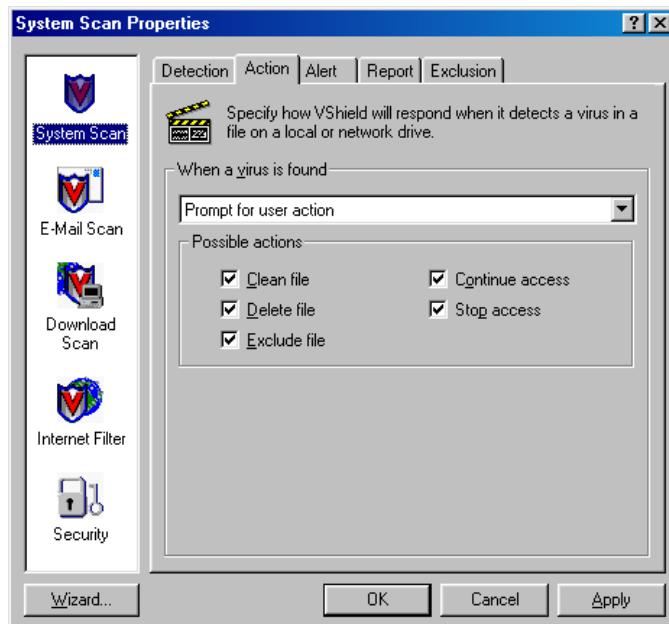 System Scan Properties
Detection Action Alert Report Exclusion
System Scan
E-Mail Scan
Download
Scan
Internet Filter
Security
Specify how VShield will respond when it detects a virus in a
file on a local or network drive.
When a virus is found
Prompt for user action
Possible actions
Clean file
Continue access
Delete file
Stop access
Exclude file
Wizard...
OK
Cancel
Apply